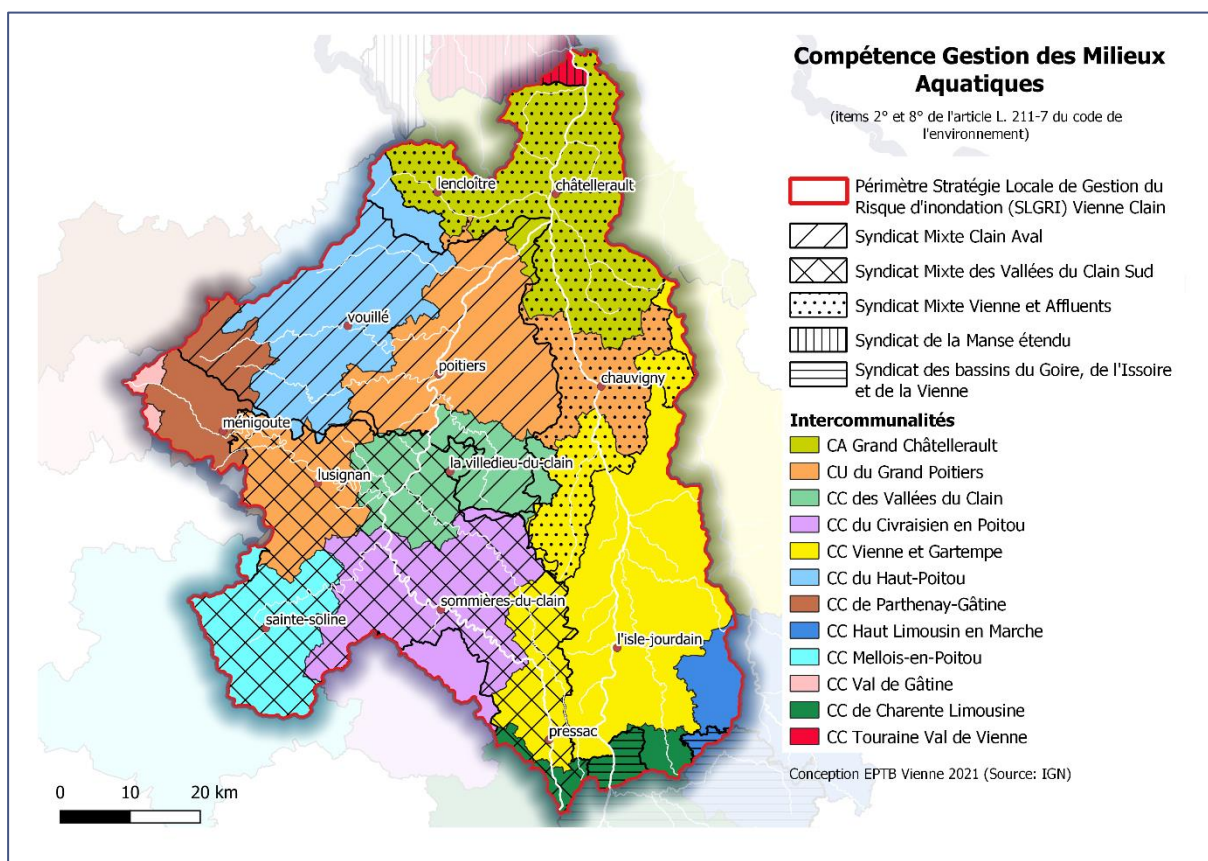 Compétence Gestion des Milieux
Aquatiques
(items 2° et 8° de l'article L. 211-7 du code de
l'environnement)
Périmètre Stratégie Locale de Gestion du
Risque d'inondation (SLGRI) Vienne Clain
Syndicat Mixte Clain Aval
Syndicat Mixte des Vallées du Clain Sud
Syndicat Mixte Vienne et Affluents
Syndicat de la Manse étendu
Syndicat des bassins du Goire, de l'Issoire
et de la Vienne
Intercommunalités
CA Grand Châtellerault
CU du Grand Poitiers
CC des Vallées du Clain
CC du Civraisien en Poitou
CC Vienne et Gartempe
CC du Haut-Poitou
CC de Parthenay-Gâtine
CC Haut Limousin en Marche
CC Mellois-en-Poitou
CC Val de Gâtine
CC de Charente Limousine
CC Touraine Val de Vienne
Conception EPTB Vienne 2021 (Source: IGN)
lencloître
châtellerault
vouillé
poitiers
chauvigny
ménigoute
lusignan
la villedieu-du-clain
sainte-soline
sommières-du-clain
l'isle-jourdain
pressac
0 10 20 km